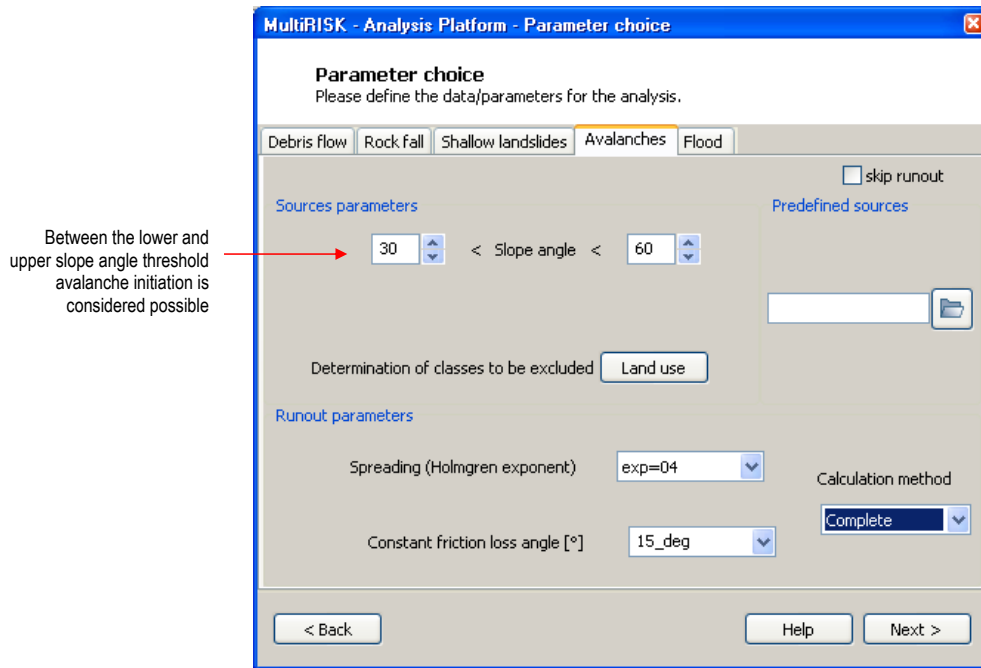 MultiRISK - Analysis Platform - Parameter choice
Parameter choice
Please define the data/parameters for the analysis.
Debris flow Rock fall Shallow landslides Avalanches Flood
skip runout
Sources parameters
Predefined sources
Between the lower and
upper slope angle threshold
avalanche initiation is
considered possible
30 < Slope angle < 60
Determination of classes to be excluded Land use
Runout parameters
Spreading (Holmgren exponent) exp=04
Calculation method
Complete
Constant friction loss angle [°] 15_deg
< Back Help Next >